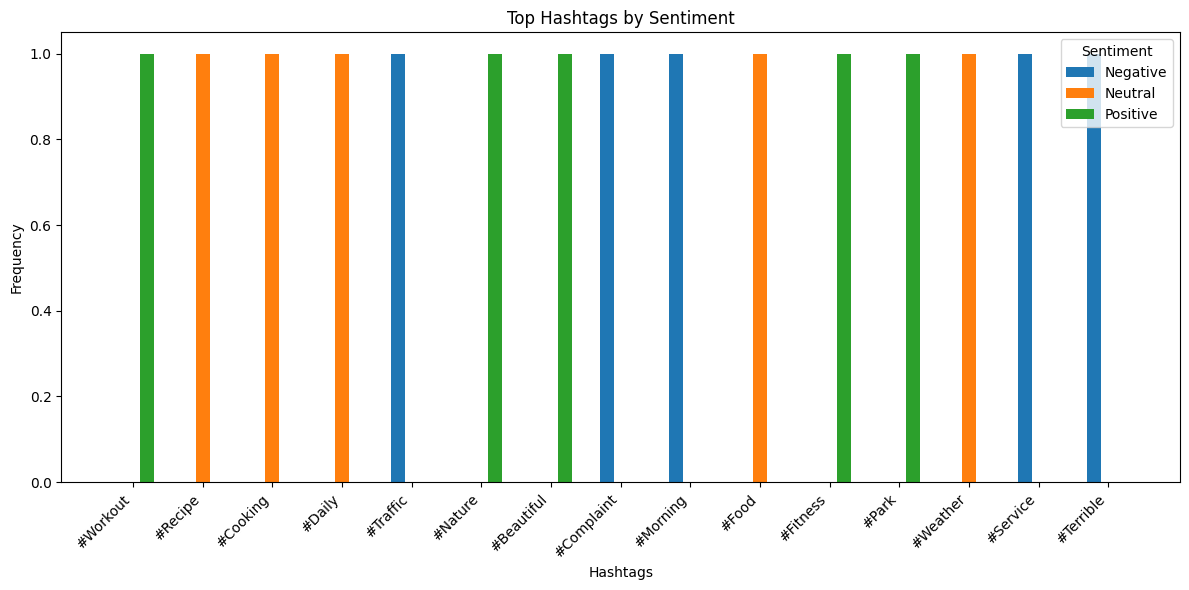 Top Hashtags by Sentiment
Frequency
1.0
0.8
0.6
0.4
0.2
0.0
Sentiment
Negative
Neutral
Positive
#Workout
#Recipe
#Cooking
#Daily
#Traffic
#Nature
#Beautiful
#Complaint
#Morning
#Food
#Fitness
#Park
#Weather
#Service
#Terrible
Hashtags